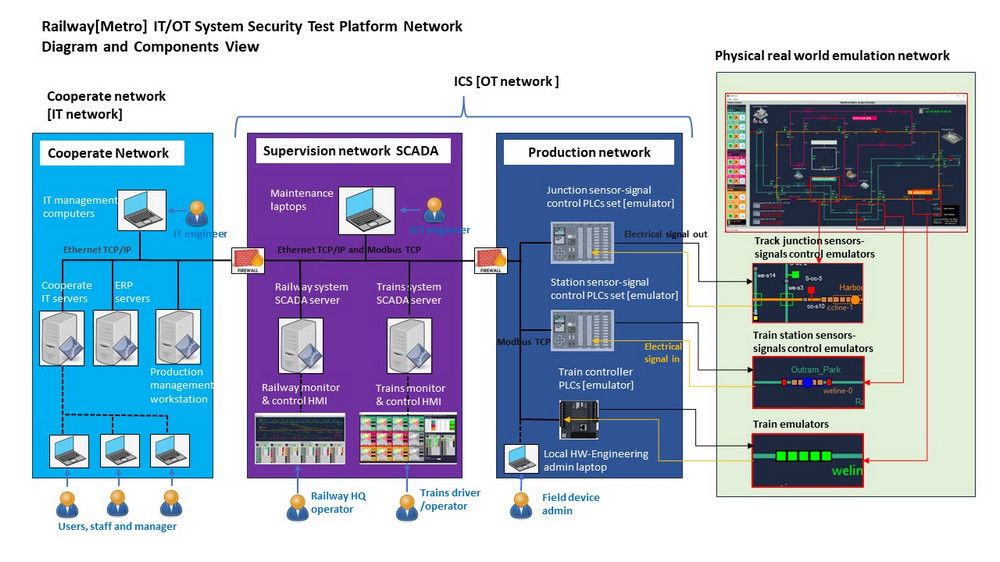 Railway[Metro] IT/OT System Security Test Platform Network
Diagram and Components View
Physical real world emulation network
ICS [OT network ]
Cooperate network
[IT network]
Cooperate Network
Supervision network SCADA
Production network
IT management
computers
IT engineer
Ethernet TCP/IP
FIREWALL
Cooperate
IT servers
ERP
servers
Production
management
workstation
Users, staff and manager
Maintenance
laptops
ICS engineer
Ethernet TCP/IP and Modbus TCP
FIREWALL
Railway system
SCADA server
Trains system
SCADA server
Railway monitor
& control HMI
Trains monitor
& control HMI
Railway HQ
operator
Trains driver
/operator
Junction sensor-signal
control PLCs set [emulator]
Electrical signal out
Station sensor-signal
control PLCs set [emulator]
Modbus TCP
Electrical
signal in
Train controller
PLCs [emulator]
Local HW-Engineering
admin laptop
Field device
admin
Track junction sensors-
signals control emulators
we-s14
S-cc-5
we-s3
Harbo
cc-s10
ccline-1
Train station sensors-
signals control emulators
Outram_Park
weline-0
Train emulators
welin